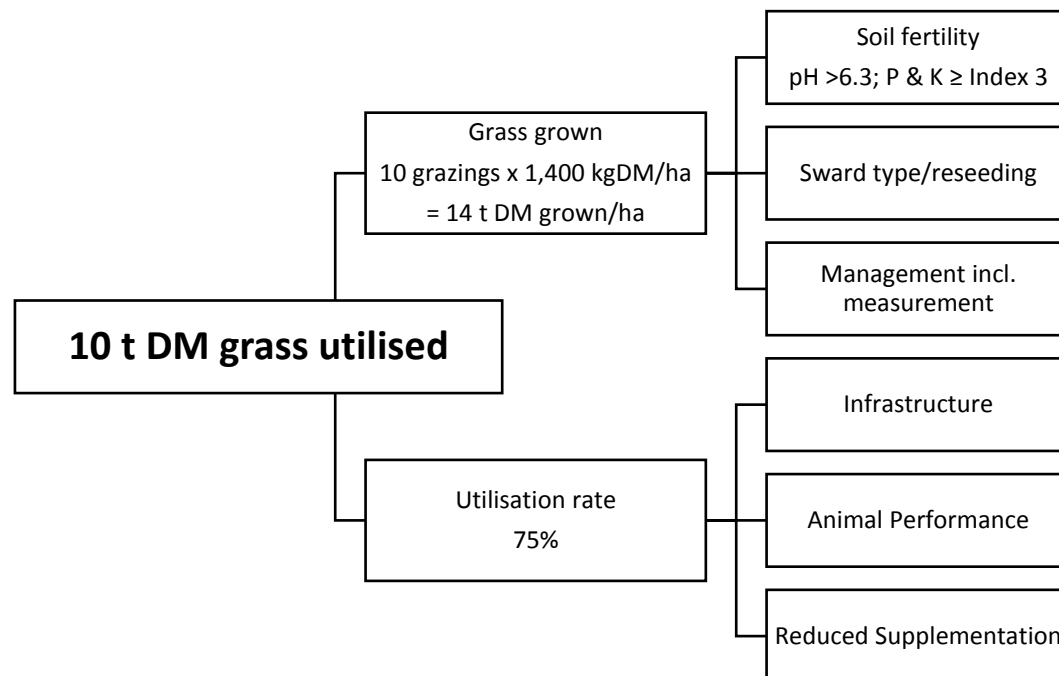 10 t DM grass utilised
Grass grown
10 grazings x 1,400 kgDM/ha
= 14 t DM grown/ha
Soil fertility
pH >6.3; P & K ≥ Index 3
Sward type/reseeding
Management incl.
measurement
Utilisation rate
75%
Infrastructure
Animal Performance
Reduced Supplementation